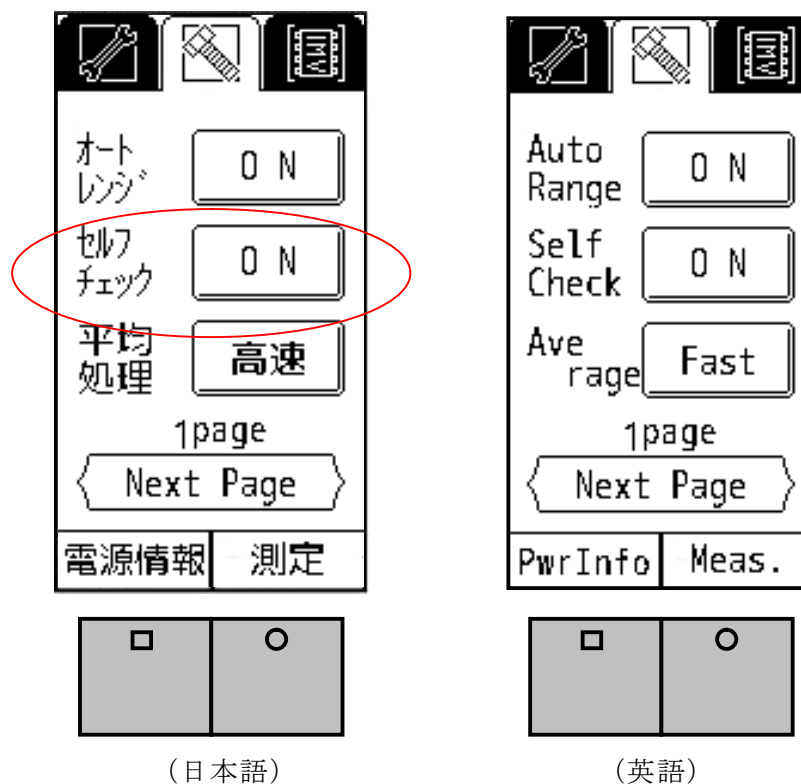 オート
レンジ
ON
セルフ
チェック
ON
平均
処理
高速
1page
Next Page
電源情報
測定
(日本語)
Auto
Range
ON
Self
Check
ON
Ave
rage
Fast
1page
Next Page
PwrInfo
Meas.
(英語)